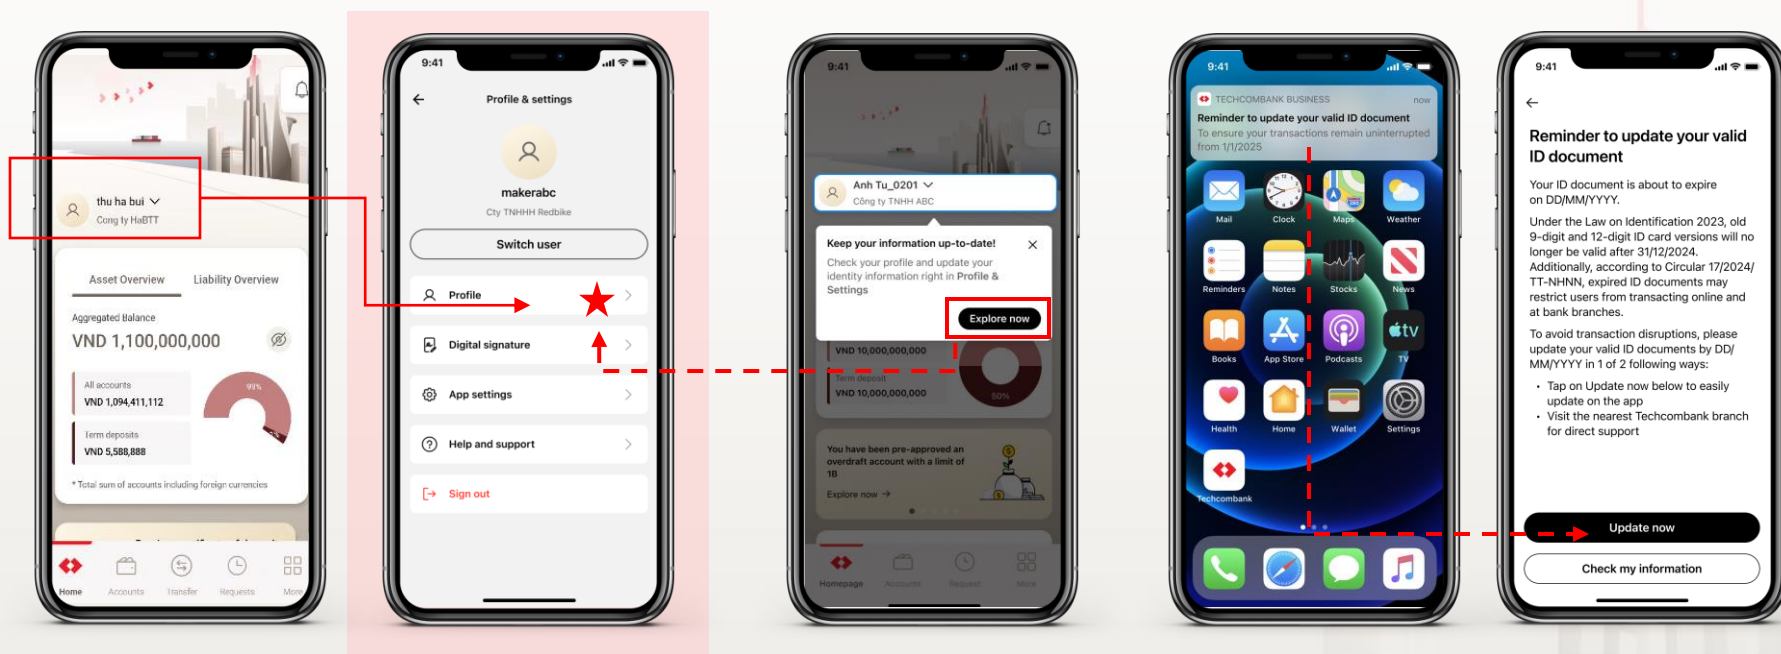 thu ha bui
Cong ty HaBTT
Asset Overview
Liability Overview
Aggregated Balance
VND 1,100,000,000
All accounts
VND 1,094,411,112
99%
Term deposits
VND 5,588,888
* Total sum of accounts including foreign currencies
Home
Accounts
Transfer
Requests
More
9:41
Profile & settings
makerabc
Cty TNHHH Redbike
Switch user
Profile
Digital signature
App settings
Help and support
Sign out
9:41
Anh Tu_0201
Công ty TNHH ABC
Keep your information up-to-date!
Check your profile and update your
identity information right in Profile &
Settings
Explore now
VND 10,000,000,000
Term deposit
VND 10,000,000,000
50%
You have been pre-approved an
overdraft account with a limit of
1B
Explore now →
Homepage
Accounts
Request
More
9:41
TECHCOMBANK BUSINESS
now
Reminder to update your valid ID document
To ensure your transactions remain uninterrupted
from 1/1/2025
Mail
Clock
Maps
Weather
Reminders
Notes
Stocks
News
tv
Books
App Store
Podcasts
TV
Health
Home
Wallet
Settings
Techcombank
9:41
Reminder to update your valid
ID document
Your ID document is about to expire
on DD/MM/YYYY.
Under the Law on Identification 2023, old
9-digit and 12-digit ID card versions will no
longer be valid after 31/12/2024.
Additionally, according to Circular 17/2024/
TT-NHNN, expired ID documents may
restrict users from transacting online and
at bank branches.
To avoid transaction disruptions, please
update your valid ID documents by DD/
MM/YYYY in 1 of 2 following ways:
• Tap on Update now below to easily
update on the app
• Visit the nearest Techcombank branch
for direct support
Update now
Check my information